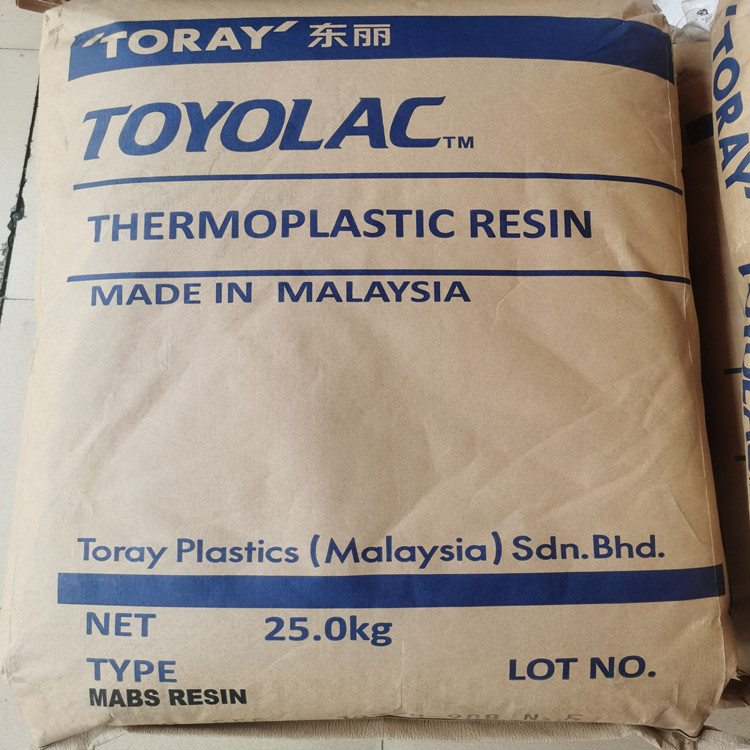 'TORAY' 东丽
TOYOLAC™
THERMOPLASTIC RESIN
MADE IN MALAYSIA
Toray Plastics (Malaysia) Sdn.Bhd.
NET 25.0kg
TYPE LOT NO.
MABS RESIN
'TORAY'